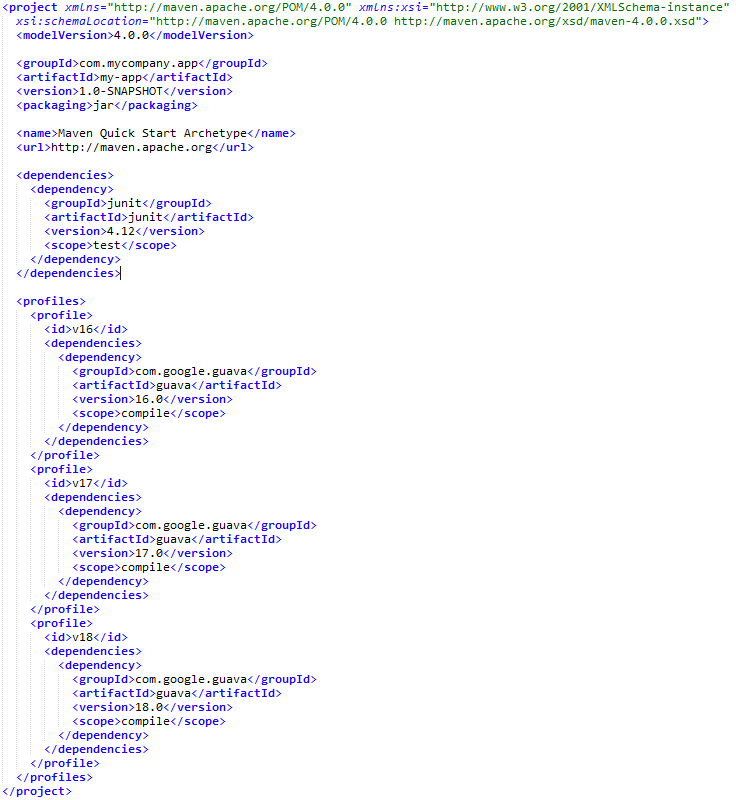 <project xmlns="http://maven.apache.org/POM/4.0.0" xmlns:xsi="http://www.w3.org/2001/XMLSchema-instance"
  xsi:schemaLocation="http://maven.apache.org/POM/4.0.0 http://maven.apache.org/xsd/maven-4.0.0.xsd">
  <modelVersion>4.0.0</modelVersion>

  <groupId>com.mycompany.app</groupId>
  <artifactId>my-app</artifactId>
  <version>1.0-SNAPSHOT</version>
  <packaging>jar</packaging>

  <name>Maven Quick Start Archetype</name>
  <url>http://maven.apache.org</url>

  <dependencies>
    <dependency>
      <groupId>junit</groupId>
      <artifactId>junit</artifactId>
      <version>4.12</version>
      <scope>test</scope>
    </dependency>
  </dependencies>

  <profiles>
    <profile>
      <id>v16</id>
      <dependencies>
        <dependency>
          <groupId>com.google.guava</groupId>
          <artifactId>guava</artifactId>
          <version>16.0</version>
          <scope>compile</scope>
        </dependency>
      </dependencies>
    </profile>
    <profile>
      <id>v17</id>
      <dependencies>
        <dependency>
          <groupId>com.google.guava</groupId>
          <artifactId>guava</artifactId>
          <version>17.0</version>
          <scope>compile</scope>
        </dependency>
      </dependencies>
    </profile>
    <profile>
      <id>v18</id>
      <dependencies>
        <dependency>
          <groupId>com.google.guava</groupId>
          <artifactId>guava</artifactId>
          <version>18.0</version>
          <scope>compile</scope>
        </dependency>
      </dependencies>
    </profile>
  </profiles>
</project>